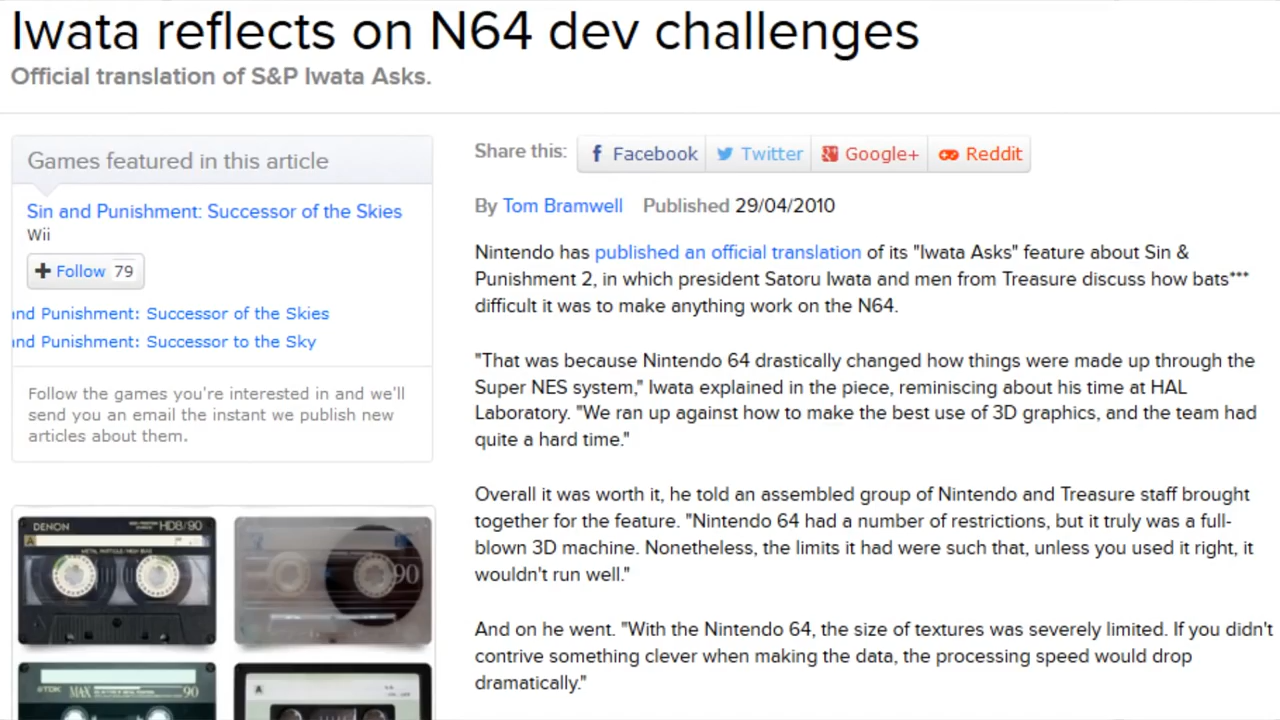 Iwata reflects on N64 dev challenges
Official translation of S&P Iwata Asks.
Games featured in this article
Sin and Punishment: Successor of the Skies
Wii
Follow 79
nd Punishment: Successor of the Skies
nd Punishment: Successor to the Sky
Follow the games you're interested in and we'll
send you an email the instant we publish new
articles about them.
DENON HD8/90
A
METAL PARTICLE/HIGH BIAS
90
TDK MAX 90
A
Share this: Facebook Twitter Google+ Reddit
By Tom Bramwell Published 29/04/2010
Nintendo has published an official translation of its "Iwata Asks" feature about Sin &
Punishment 2, in which president Satoru Iwata and men from Treasure discuss how bats***
difficult it was to make anything work on the N64.
"That was because Nintendo 64 drastically changed how things were made up through the
Super NES system," Iwata explained in the piece, reminiscing about his time at HAL
Laboratory. "We ran up against how to make the best use of 3D graphics, and the team had
quite a hard time."
Overall it was worth it, he told an assembled group of Nintendo and Treasure staff brought
together for the feature. "Nintendo 64 had a number of restrictions, but it truly was a full-
blown 3D machine. Nonetheless, the limits it had were such that, unless you used it right, it
wouldn't run well."
And on he went. "With the Nintendo 64, the size of textures was severely limited. If you didn't
contrive something clever when making the data, the processing speed would drop
dramatically."